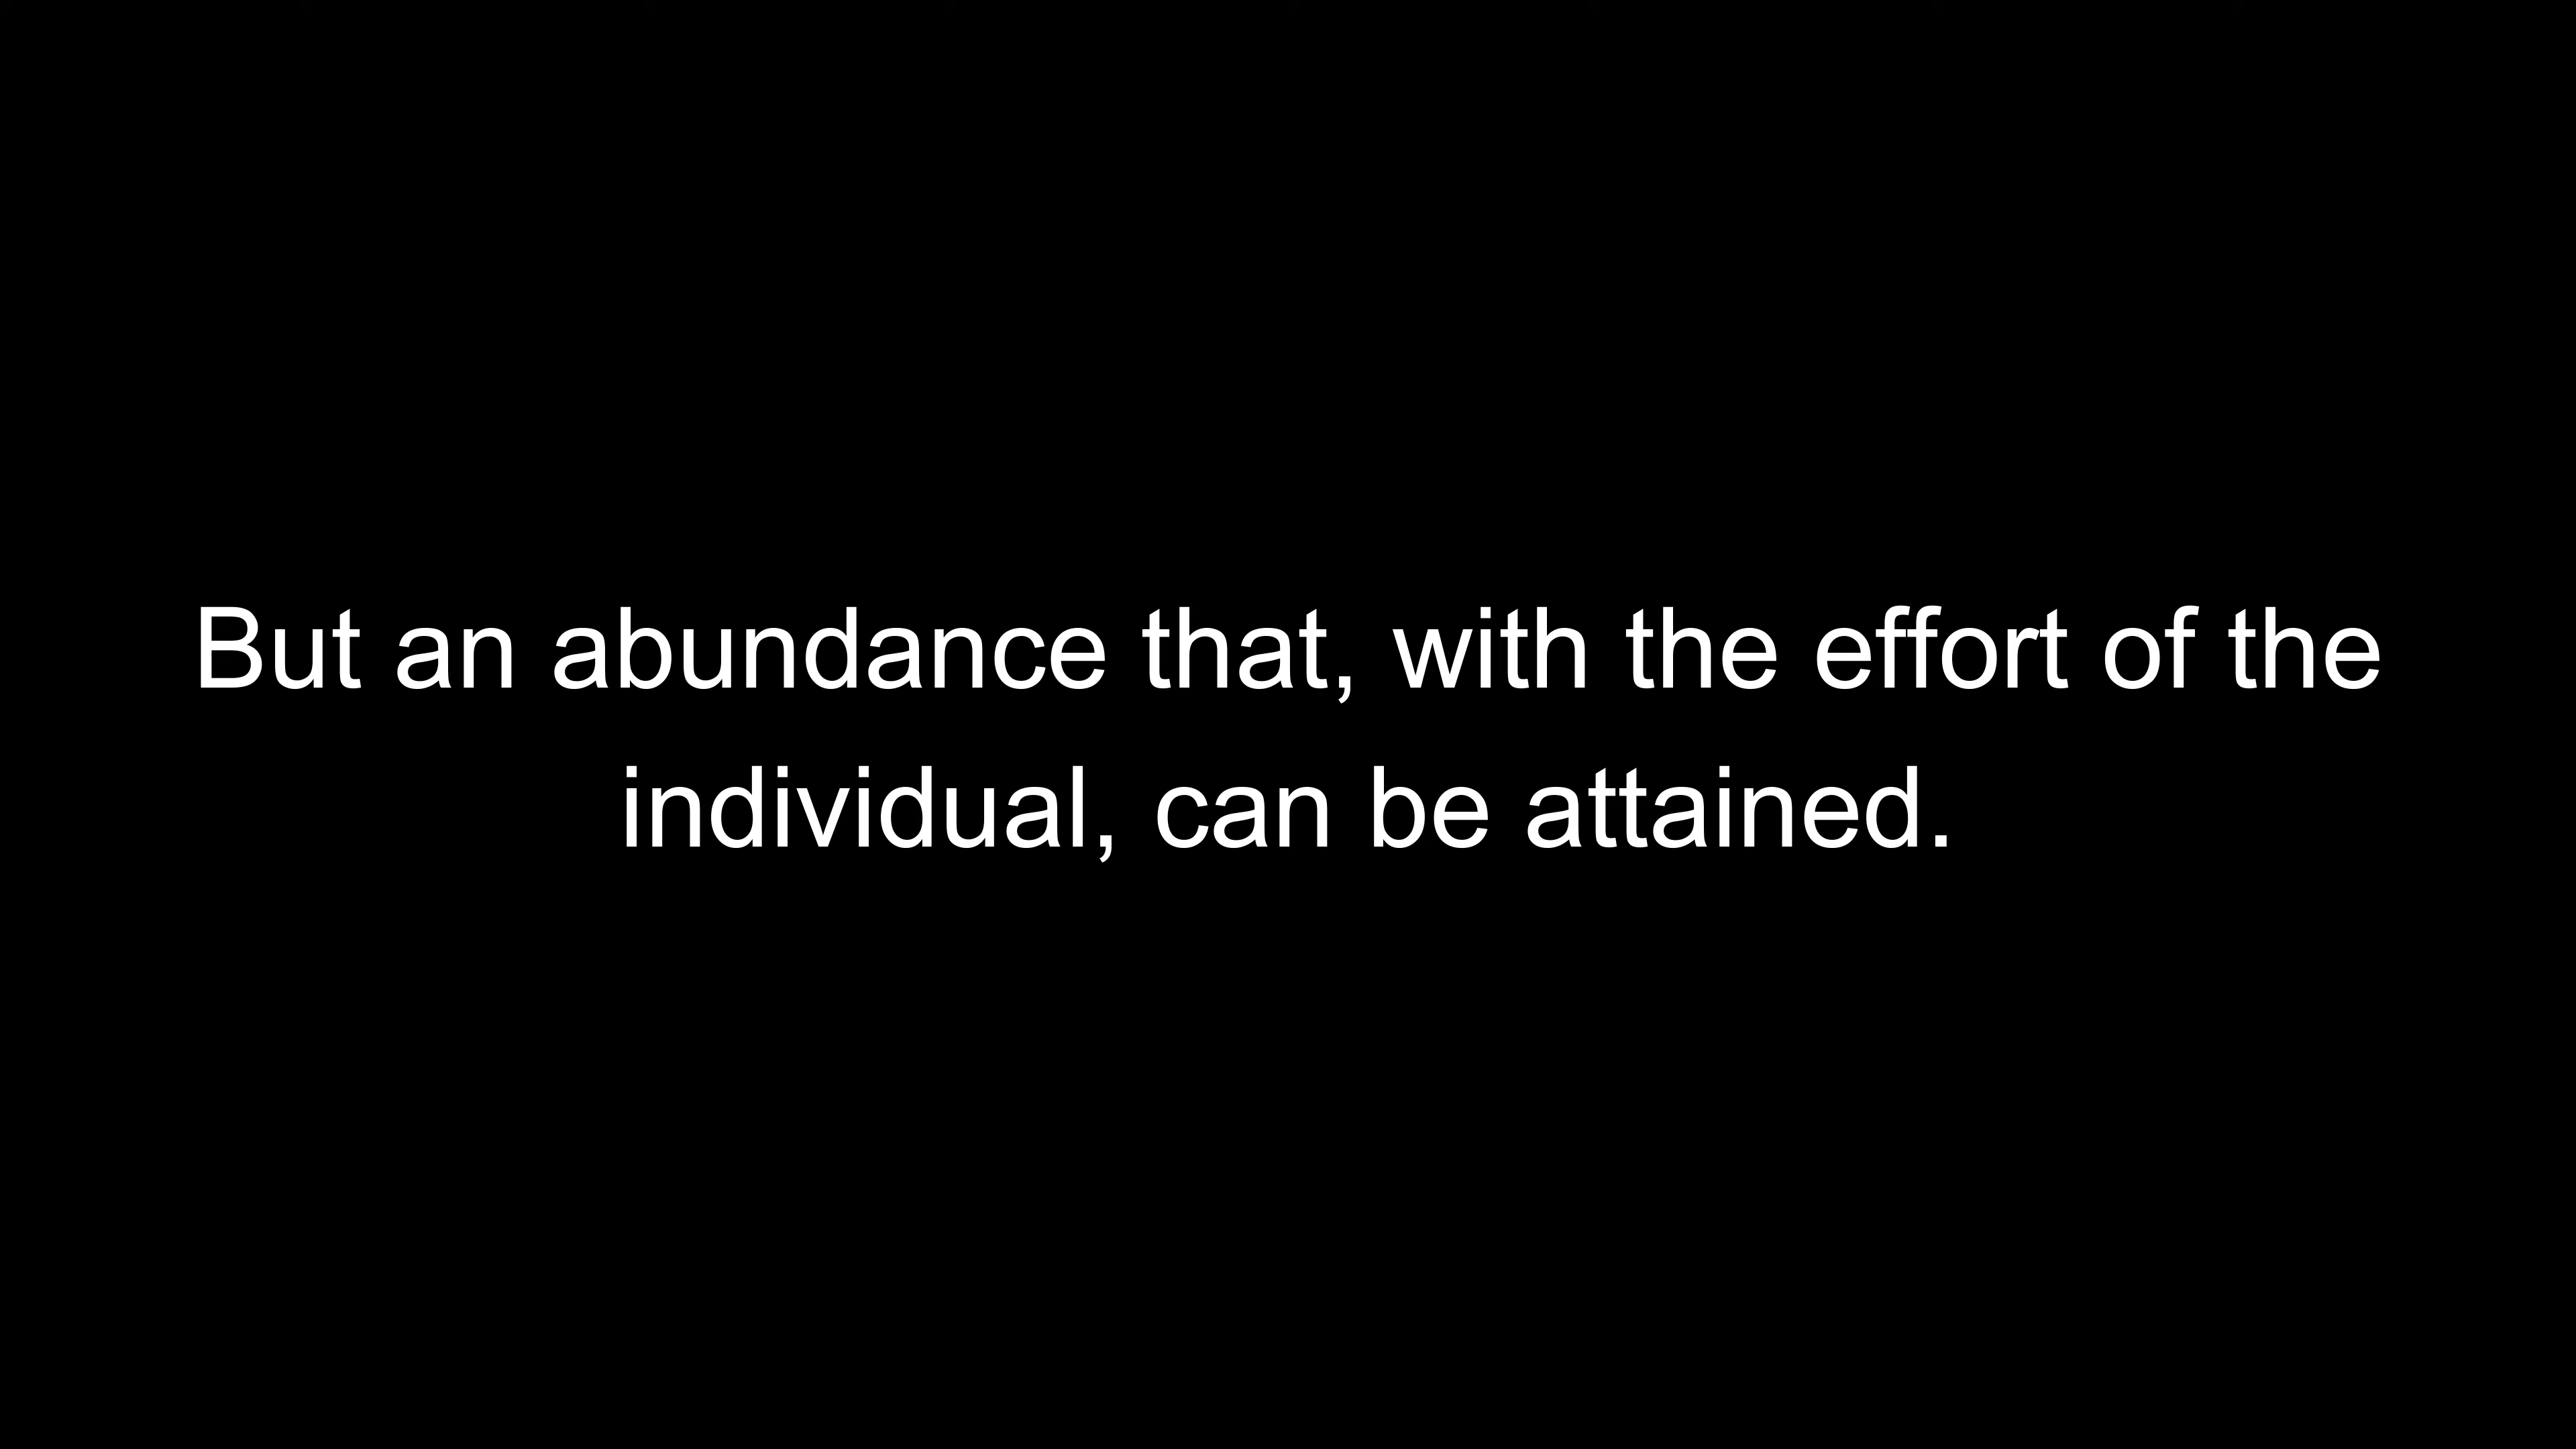 But an abundance that, with the effort of the
individual, can be attained.